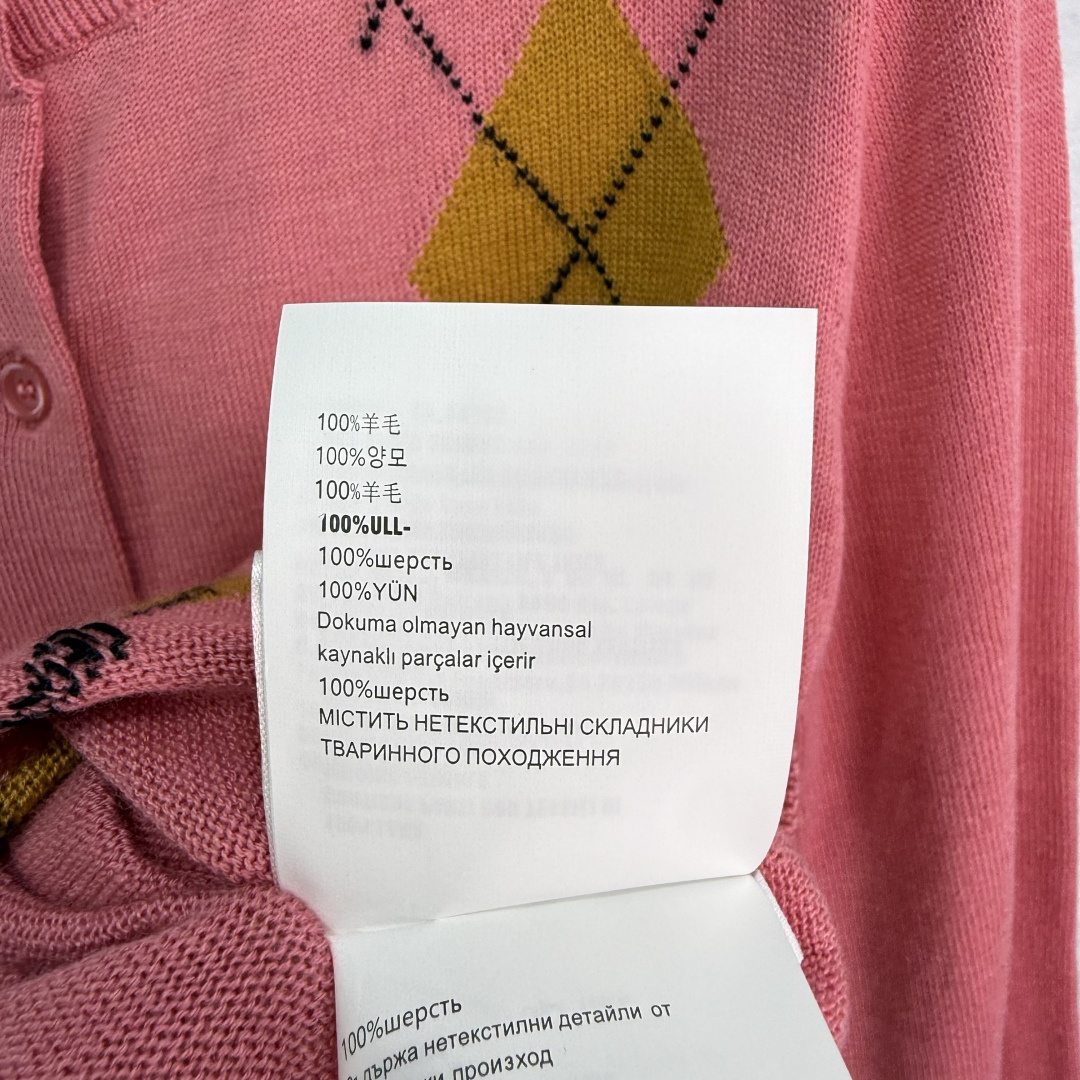 100%羊毛
100%양모
100%羊毛
100%ULL-
100%шерсть
100%YÜN
Dokuma olmayan hayvansal
kaynaklı parçalar içerir
100%шерсть
МІСТИТЬ НЕТЕКСТИЛЬНІ СКЛАДНИКИ
ТВАРИННОГО ПОХОДЖЕННЯ
100%шерсть
нетекстилни детайли от
произход